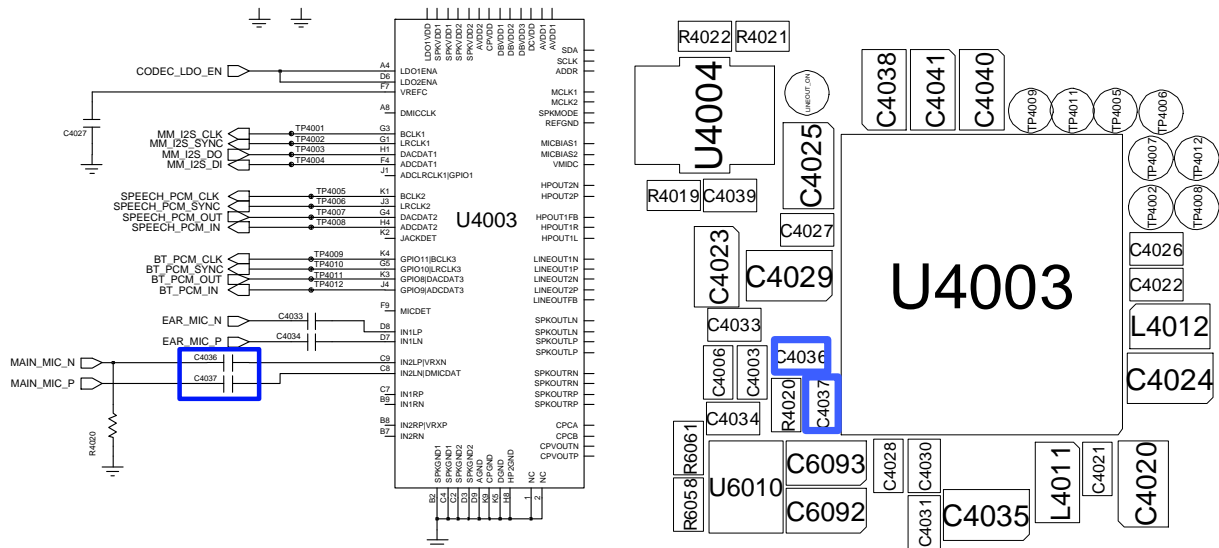 LDO1VDD
SPKVDD1
SPKVDD1
SPKVDD2
SPKVDD2
AVDD2
CPVDD
DBVDD1
DBVDD2
DBVDD3
DCVDD
AVDD1
AVDD1
CODEC_LDO_EN
A4 LDO1ENA
D6 LDO2ENA
F7 VREFC
A8 DMICCLK
C4027
MM_I2S_CLK TP4001 G3 BCLK1
MM_I2S_SYNC TP4002 G1 LRCLK1
MM_I2S_DO TP4003 H1 DACDAT1
MM_I2S_DI TP4004 F4 ADCDAT1
J1 ADCLRCLK1|GPIO1
SPEECH_PCM_CLK TP4005 K1 BCLK2
SPEECH_PCM_SYNC TP4006 J3 LRCLK2
SPEECH_PCM_OUT TP4007 G4 DACDAT2
SPEECH_PCM_IN TP4008 H4 ADCDAT2
K2 JACKDET
BT_PCM_CLK TP4009 K4 GPIO11|BCLK3
BT_PCM_SYNC TP4010 G5 GPIO10|LRCLK3
BT_PCM_OUT TP4011 K3 GPIO8|DACDAT3
BT_PCM_IN TP4012 J4 GPIO9|ADCDAT3
F9 MICDET
EAR_MIC_N C4033 D8 IN1LP
EAR_MIC_P C4034 D7 IN1LN
MAIN_MIC_N C4036 C9 IN2LP|VRXN
MAIN_MIC_P C4037 C8 IN2LN|DMICDAT
C7 IN1RP
B9 IN1RN
B8 IN2RP|VRXP
B7 IN2RN
R4020
U4003
SDA
SCLK
ADDR
MCLK1
MCLK2
SPKMODE
REFGND
MICBIAS1
MICBIAS2
VMIDC
HPOUT2N
HPOUT2P
HPOUT1FB
HPOUT1R
HPOUT1L
LINEOUT1N
LINEOUT1P
LINEOUT2N
LINEOUT2P
LINEOUTFB
SPKOUTLN
SPKOUTLN
SPKOUTLP
SPKOUTLP
SPKOUTRN
SPKOUTRN
SPKOUTRP
SPKOUTRP
CPCA
CPCB
CPVOUTN
CPVOUTP
SPKGND1
SPKGND1
SPKGND2
SPKGND2
AGND
CPGND
DGND
HP2GND
NC
NC
B2
C4
C2
D3
D9
K9
K5
H8
1
2
R4022 R4021
U4004
LINEOUT_ON
C4038
C4041
C4040
TP4009
TP4011
TP4005
TP4006
C4025
TP4007
TP4012
R4019 C4039
TP4002
TP4008
C4027
C4023
C4029
U4003
C4026
C4022
C4033
L4012
C4036
C4006
C4003
C4024
R4020
C4037
C4034
R6061
C6093
C4028
C4030
U6010
L4011
C4021
C4020
R6058
C6092
C4031
C4035